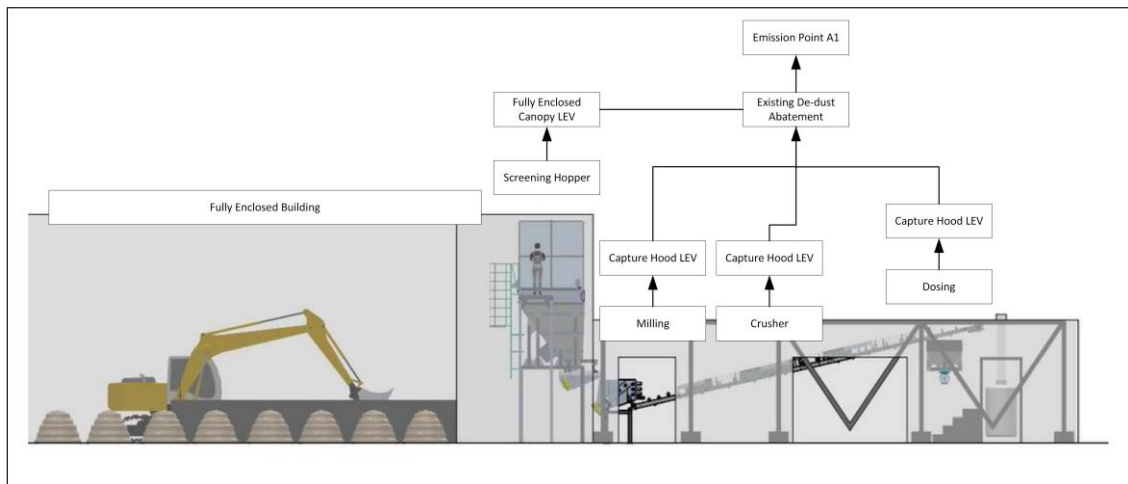 Emission Point A1
Fully Enclosed
Canopy LEV
Existing De-dust
Abatement
Screening Hopper
Fully Enclosed Building
Capture Hood LEV
Capture Hood LEV
Capture Hood LEV
Dosing
Milling
Crusher